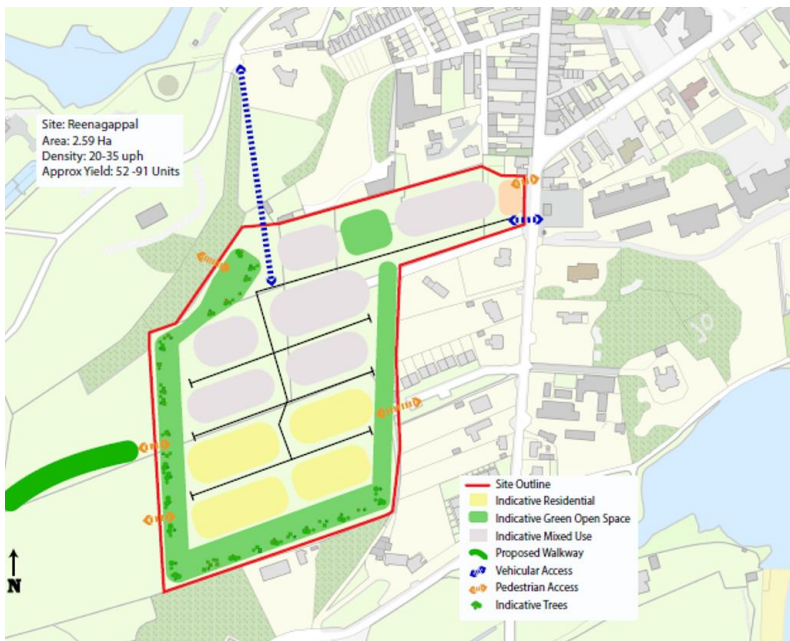 Site: Reenagappal
Area: 2.59 Ha
Density: 20-35 uph
Approx Yield: 52 -91 Units
Site Outline
Indicative Residential
Indicative Green Open Space
Indicative Mixed Use
Proposed Walkway
Vehicular Access
Pedestrian Access
Indicative Trees
N